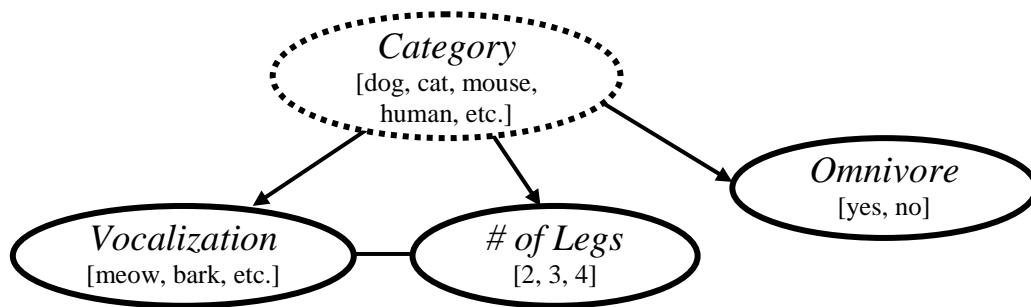 Category
[dog, cat, mouse,
human, etc.]
Omnivore
[yes, no]
Vocalization
[meow, bark, etc.]
# of Legs
[2, 3, 4]